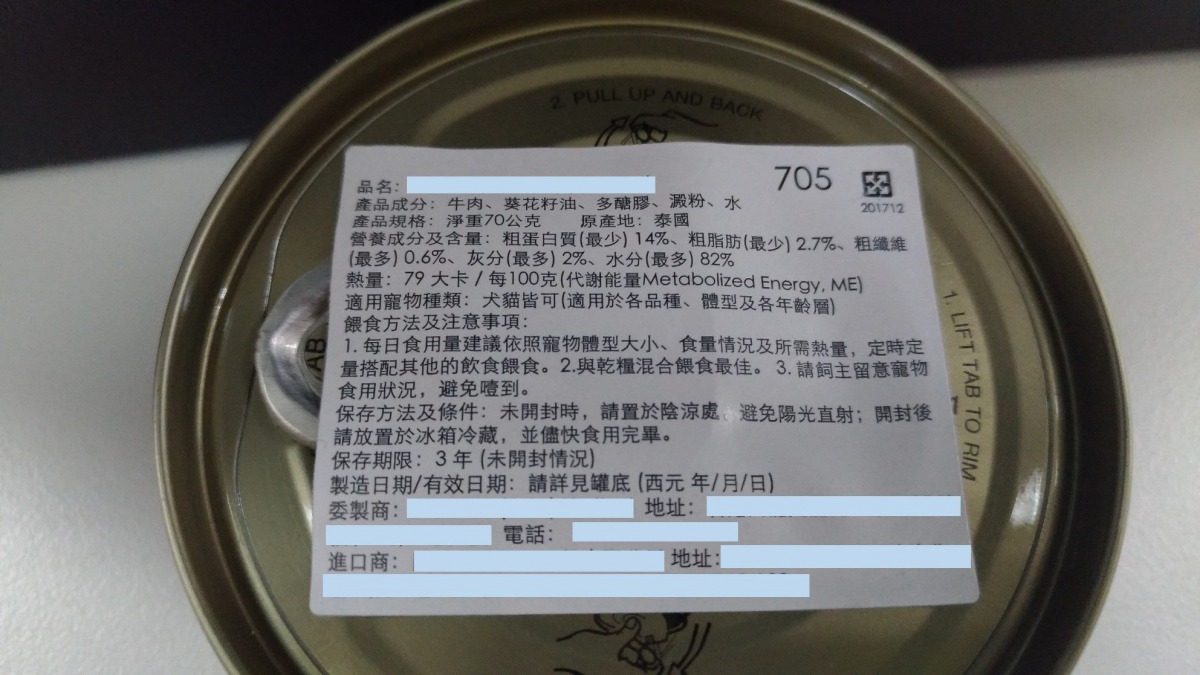 2. PULL UP AND BACK
705
品名:
201712
產品成分: 牛肉、葵花籽油、多醣膠、澱粉、水
產品規格: 淨重70公克 原產地: 泰國
營養成分及含量: 粗蛋白質(最少) 14%、粗脂肪(最少) 2.7%、粗纖維
(最多) 0.6%、灰分(最多) 2%、水分(最多) 82%
熱量: 79 大卡 / 每100克(代謝能量Metabolized Energy, ME)
適用寵物種類: 犬貓皆可(適用於各品種、體型及各年齡層)
餵食方法及注意事項:
1. 每日食用量建議依照寵物體型大小、食量情況及所需熱量，定時定
量搭配其他的飲食餵食。2.與乾糧混合餵食最佳。3. 請飼主留意寵物
食用狀況，避免噎到。
保存方法及條件: 未開封時，請置於陰涼處，避免陽光直射；開封後
請放置於冰箱冷藏，並儘快食用完畢。
保存期限: 3 年 (未開封情況)
製造日期/有效日期: 請詳見罐底 (西元 年/月/日)
委製商: 地址:
電話:
進口商: 地址:
1. LIFT TAB TO RIM
AB